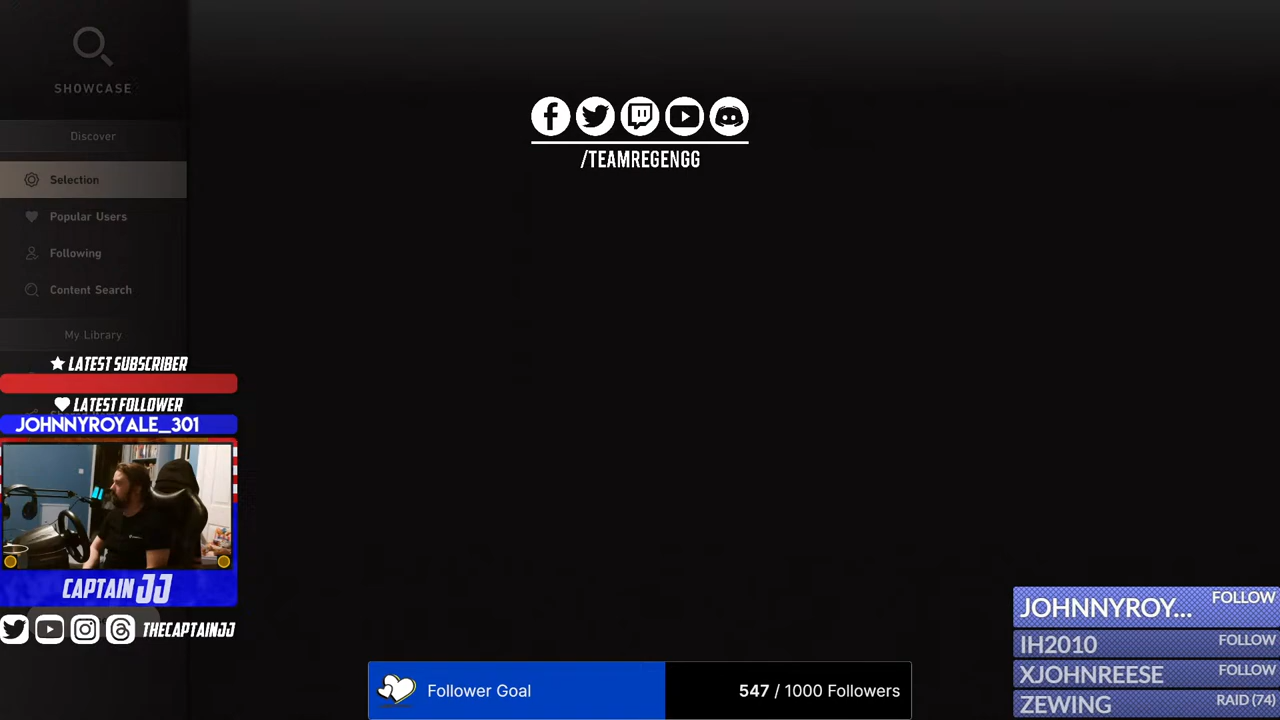 SHOWCASE
Discover
Selection
Popular Users
Following
Content Search
My Library
/TEAMREGENGG
LATEST SUBSCRIBER
LATEST FOLLOWER
JOHNNYROYALE_301
CAPTAIN JJ
THECAPTAINJJ
Follower Goal
547 / 1000 Followers
JOHNNYROY... FOLLOW
IH2010 FOLLOW
XJOHNREESE FOLLOW
ZEWING RAID (74)